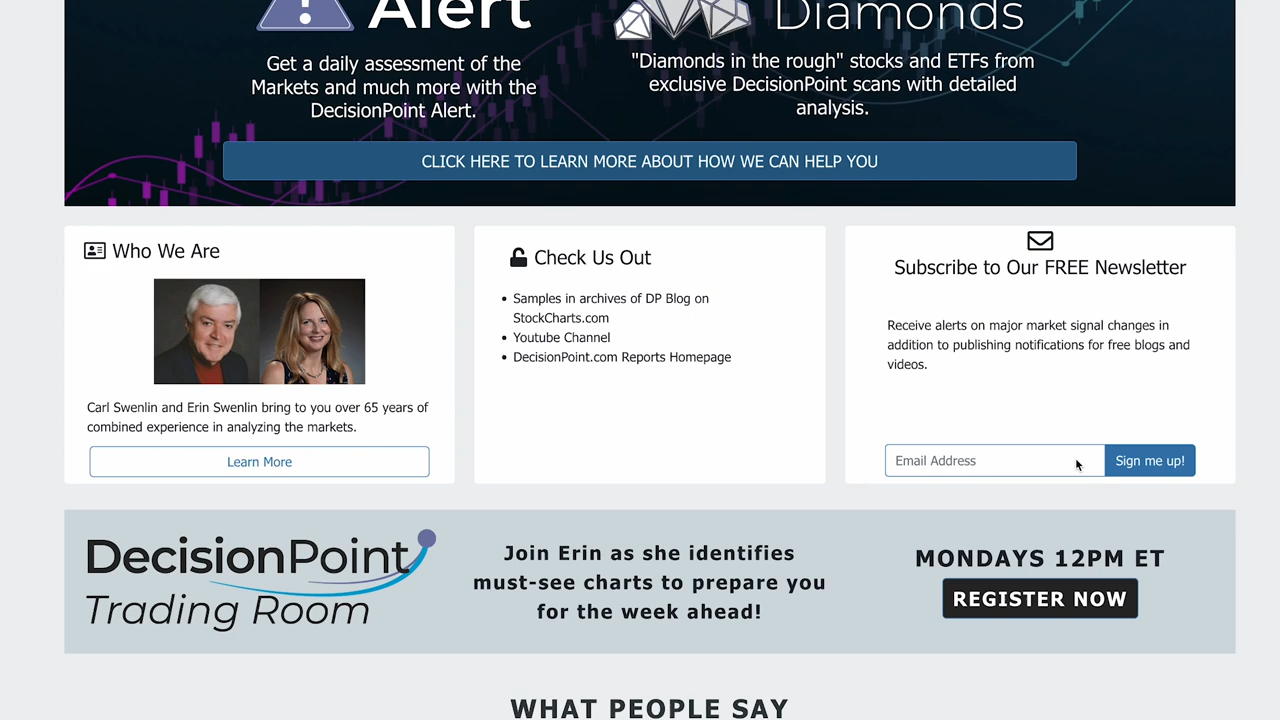 Alert
Diamonds
Get a daily assessment of the
Markets and much more with the
DecisionPoint Alert.
"Diamonds in the rough" stocks and ETFs from
exclusive DecisionPoint scans with detailed
analysis.
CLICK HERE TO LEARN MORE ABOUT HOW WE CAN HELP YOU
Who We Are
Carl Swenlin and Erin Swenlin bring to you over 65 years of
combined experience in analyzing the markets.
Learn More
Check Us Out
• Samples in archives of DP Blog on
StockCharts.com
• Youtube Channel
• DecisionPoint.com Reports Homepage
Subscribe to Our FREE Newsletter
Receive alerts on major market signal changes in
addition to publishing notifications for free blogs and
videos.
Email Address
Sign me up!
DecisionPoint
Trading Room
Join Erin as she identifies
must-see charts to prepare you
for the week ahead!
MONDAYS 12PM ET
REGISTER NOW
WHAT PEOPLE SAY